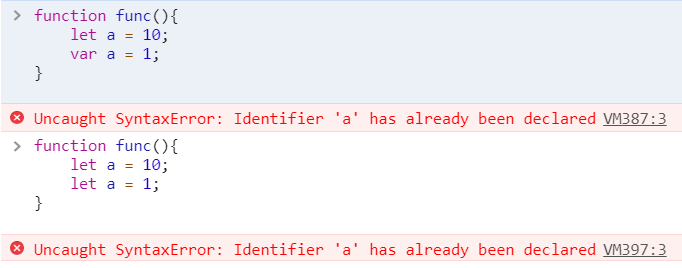 > function func(){
let a = 10;
var a = 1;
}
Uncaught SyntaxError: Identifier 'a' has already been declared VM387:3
> function func(){
let a = 10;
let a = 1;
}
Uncaught SyntaxError: Identifier 'a' has already been declared VM397:3